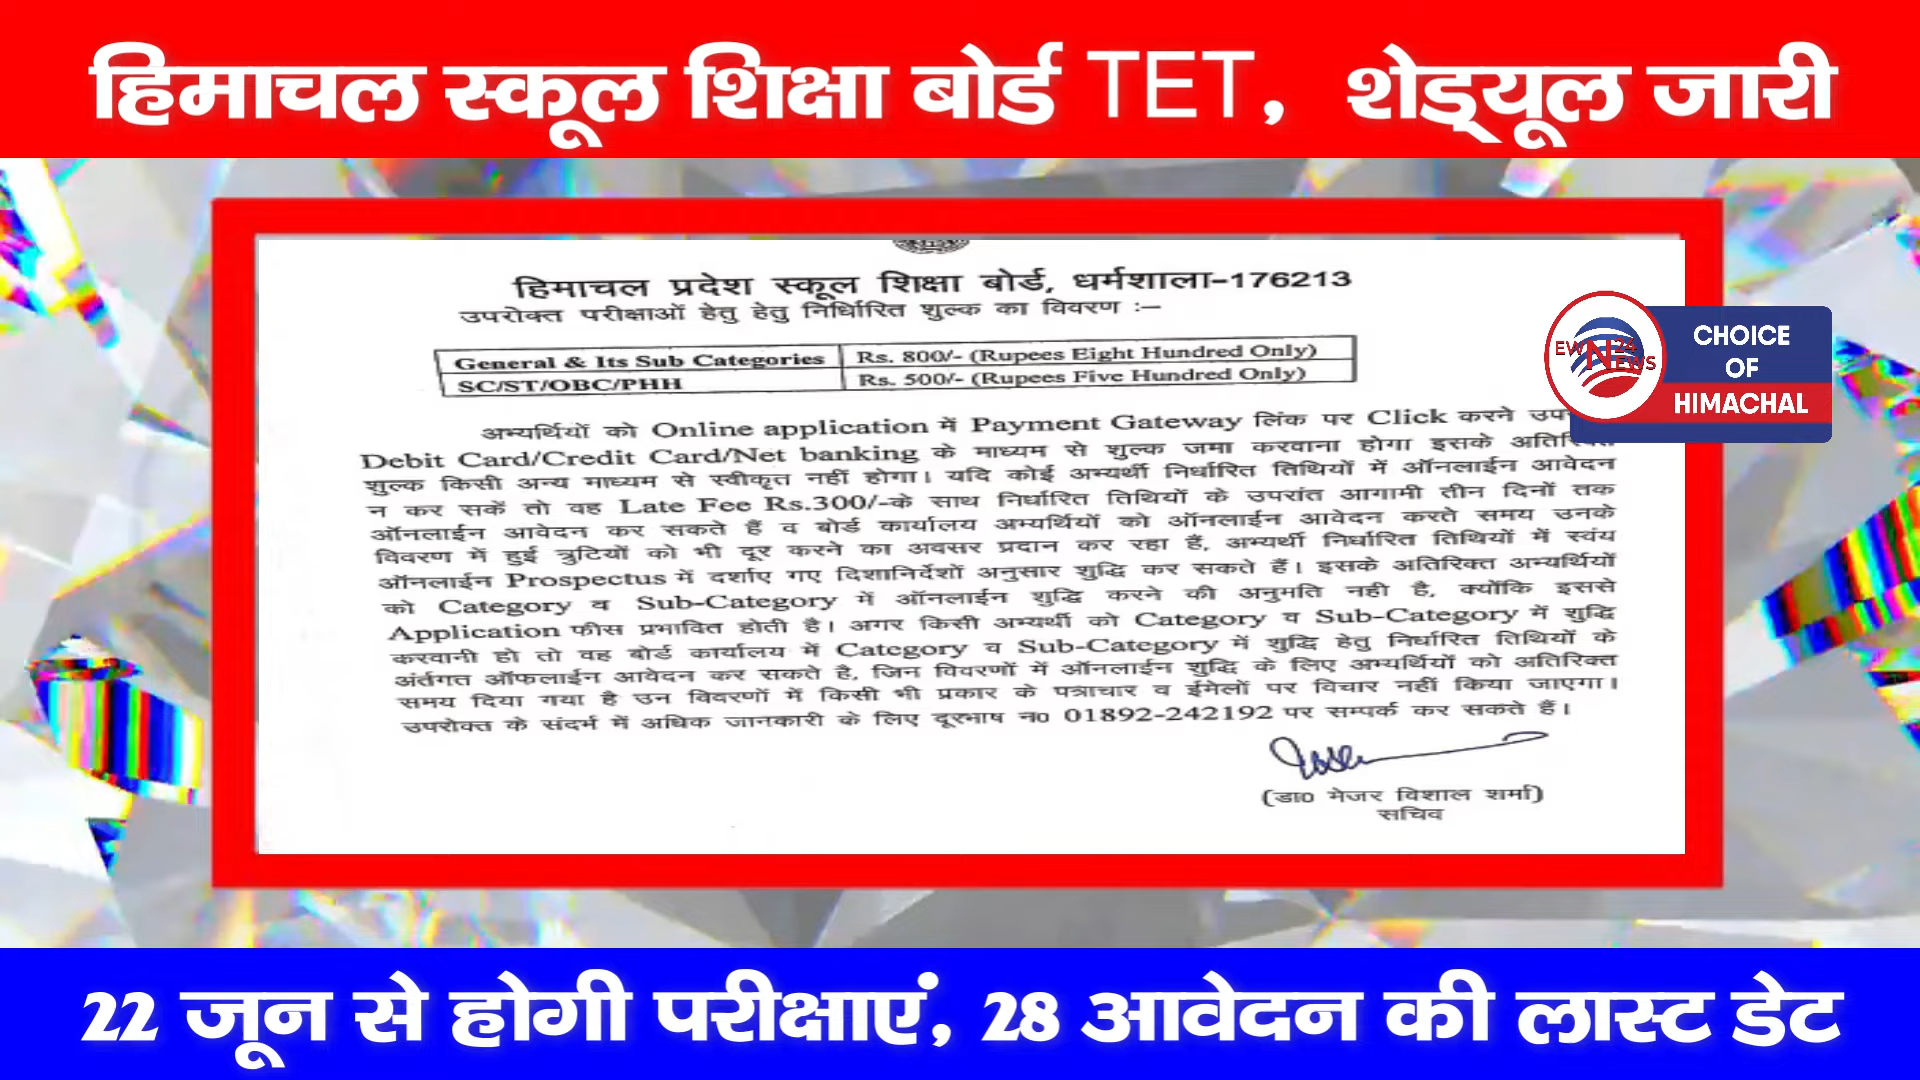 हिमाचल स्कूल शिक्षा बोर्ड TET, शेड्यूल जारी
हिमाचल प्रदेश स्कूल शिक्षा बोर्ड, धर्मशाला-176213
उपरोक्त परीक्षाओं हेतु हेतु निर्धारित शुल्क का विवरण :—
General & Its Sub Categories Rs. 800/- (Rupees Eight Hundred Only)
SC/ST/OBC/PHH Rs. 500/- (Rupees Five Hundred Only)
अभ्यर्थियों को Online application में Payment Gateway लिंक पर Click करने
Debit Card/Credit Card/Net banking के माध्यम से शुल्क जमा करवाना होगा इसके अतिरिक्त
शुल्क किसी अन्य माध्यम से स्वीकृत नहीं होगा। यदि कोई अभ्यर्थी निर्धारित तिथियों में ऑनलाईन आवेदन
न कर सकें तो वह Late Fee Rs.300/-के साथ निर्धारित तिथियों के उपरांत आगामी तीन दिनों तक
ऑनलाईन आवेदन कर सकते हैं व बोर्ड कार्यालय अभ्यर्थियों को ऑनलाईन आवेदन करते समय उनके
विवरण में हुई त्रुटियों को भी दूर करने का अवसर प्रदान कर रहा हैं, अभ्यर्थी निर्धारित तिथियों में स्वंय
ऑनलाईन Prospectus में दर्शाए गए दिशानिर्देशों अनुसार शुद्धि कर सकते हैं। इसके अतिरिक्त अभ्यर्थियों
को Category व Sub-Category में ऑनलाईन शुद्धि करने की अनुमति नही है, क्योंकि इससे
Application फीस प्रभावित होती है। अगर किसी अभ्यर्थी को Category व Sub-Category में शुद्धि
करवानी हो तो वह बोर्ड कार्यालय में Category व Sub-Category में शुद्धि हेतु निर्धारित तिथियों के
अंर्तगत ऑफलाईन आवेदन कर सकते है, जिन विवरणों में ऑनलाईन शुद्धि के लिए अभ्यर्थियों को अतिरिक्त
समय दिया गया है उन विवरणों में किसी भी प्रकार के पत्राचार व ईमेलों पर विचार नहीं किया जाएगा।
उपरोक्त के संदर्भ में अधिक जानकारी के लिए दूरभाष न0 01892-242192 पर सम्पर्क कर सकते हैं।
(डा0 मेजर विशाल शर्मा)
सचिव
EWN24 NEWS
CHOICE
OF
HIMACHAL
22 जून से होगी परीक्षाएं, 28 आवेदन की लास्ट डेट